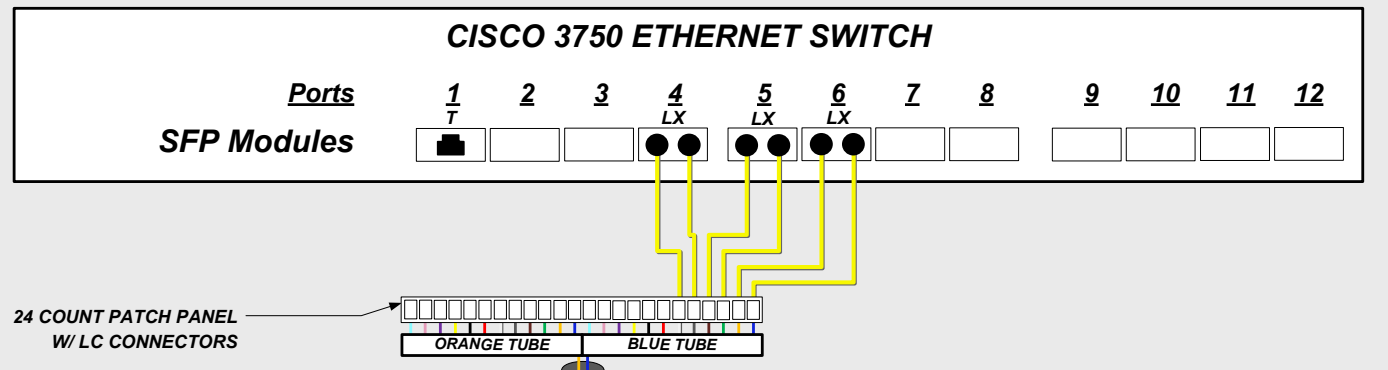 CISCO 3750 ETHERNET SWITCH
Ports 1 2 3 4 5 6 7 8 9 10 11 12
T LX LX LX
SFP Modules
24 COUNT PATCH PANEL
W/ LC CONNECTORS
ORANGE TUBE BLUE TUBE